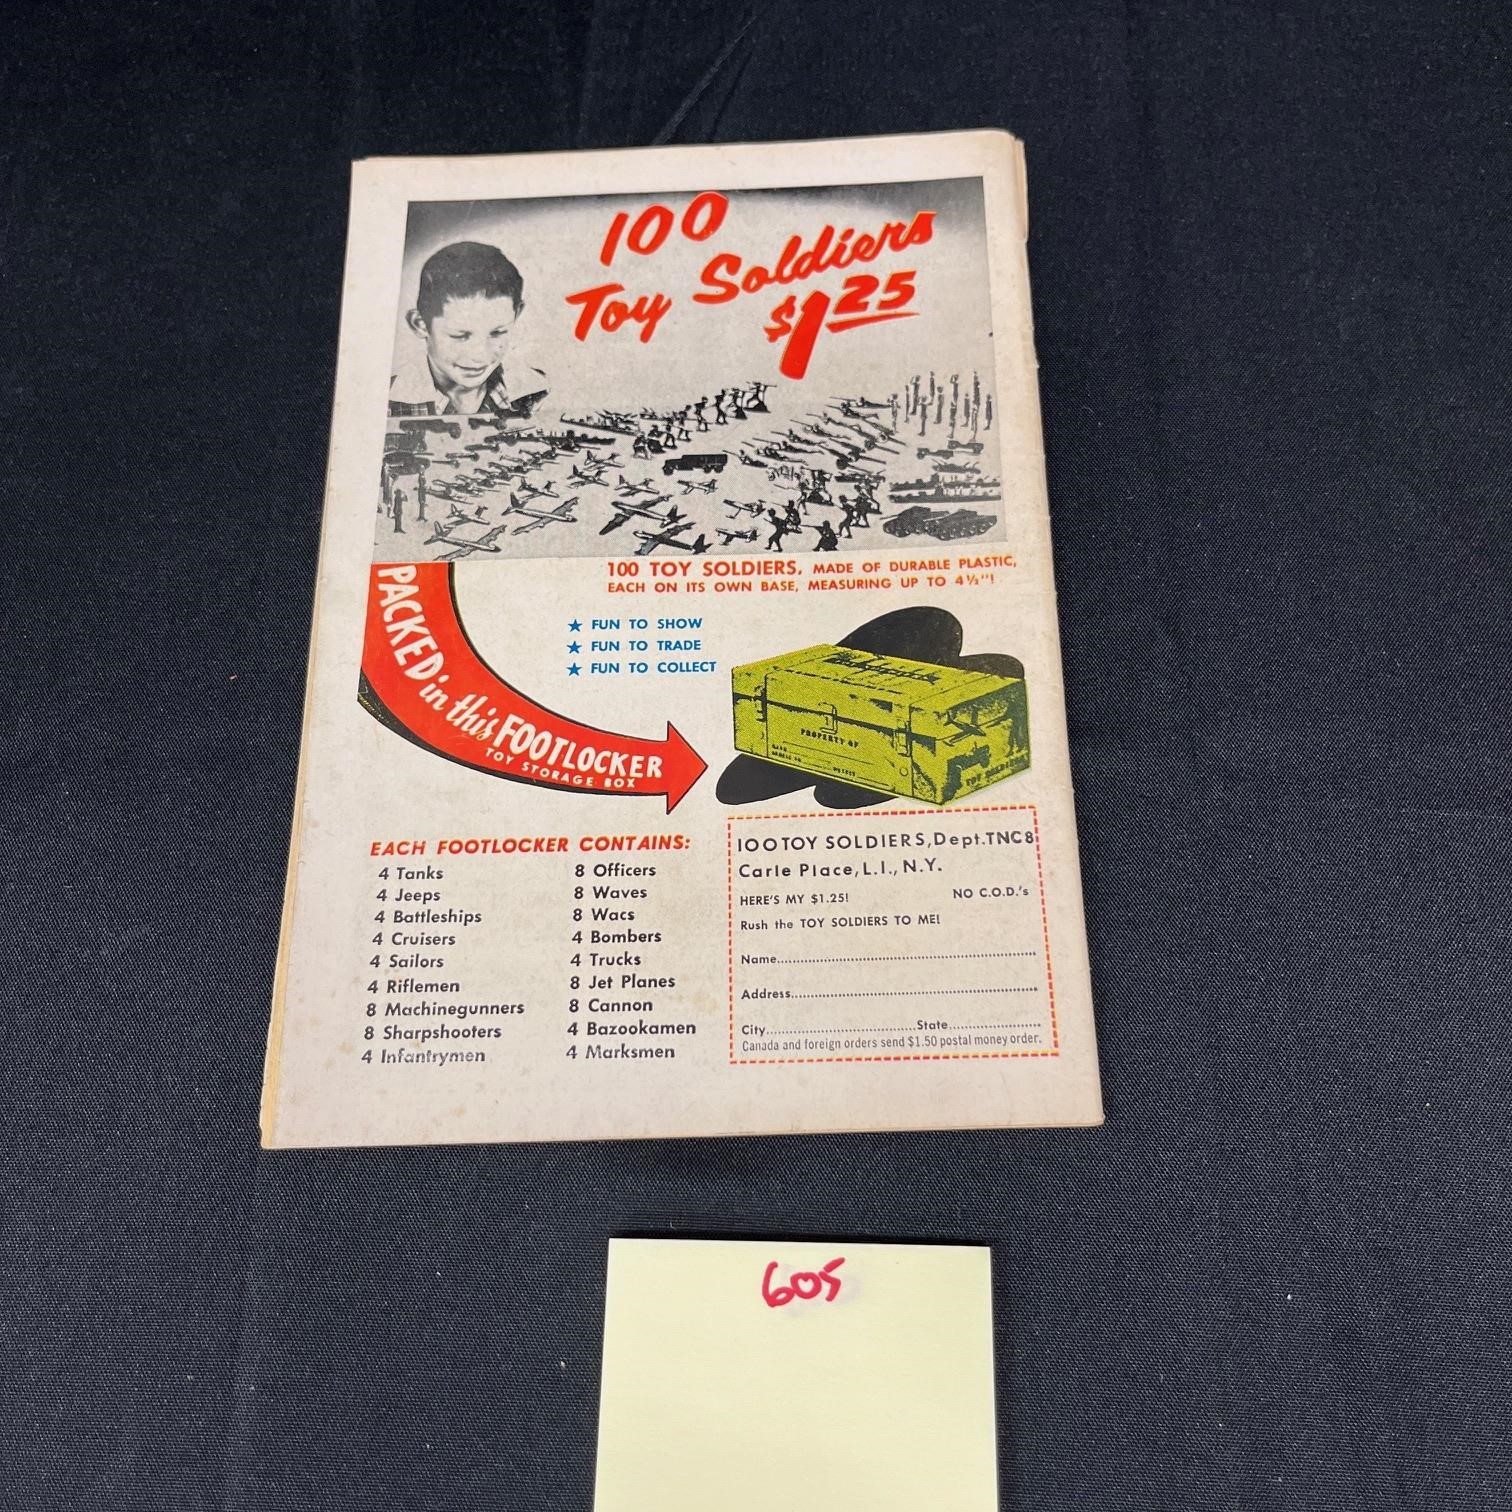 100
Toy Soldiers
$1.25
100 TOY SOLDIERS, MADE OF DURABLE PLASTIC,
EACH ON ITS OWN BASE, MEASURING UP TO 4½"!
PACKED in this FOOTLOCKER
TOY STORAGE BOX
★ FUN TO SHOW
★ FUN TO TRADE
★ FUN TO COLLECT
PROPERTY OF
TOY SOLDIERS
EACH FOOTLOCKER CONTAINS:
4 Tanks
4 Jeeps
4 Battleships
4 Cruisers
4 Sailors
4 Riflemen
8 Machinegunners
8 Sharpshooters
4 Infantrymen
8 Officers
8 Waves
8 Wacs
4 Bombers
4 Trucks
8 Jet Planes
8 Cannon
4 Bazookamen
4 Marksmen
100 TOY SOLDIERS, Dept. TNC8
Carle Place, L.I., N.Y.
HERE'S MY $1.25! NO C.O.D.'s
Rush the TOY SOLDIERS TO ME!
Name
Address
City State
Canada and foreign orders send $1.50 postal money order.
605